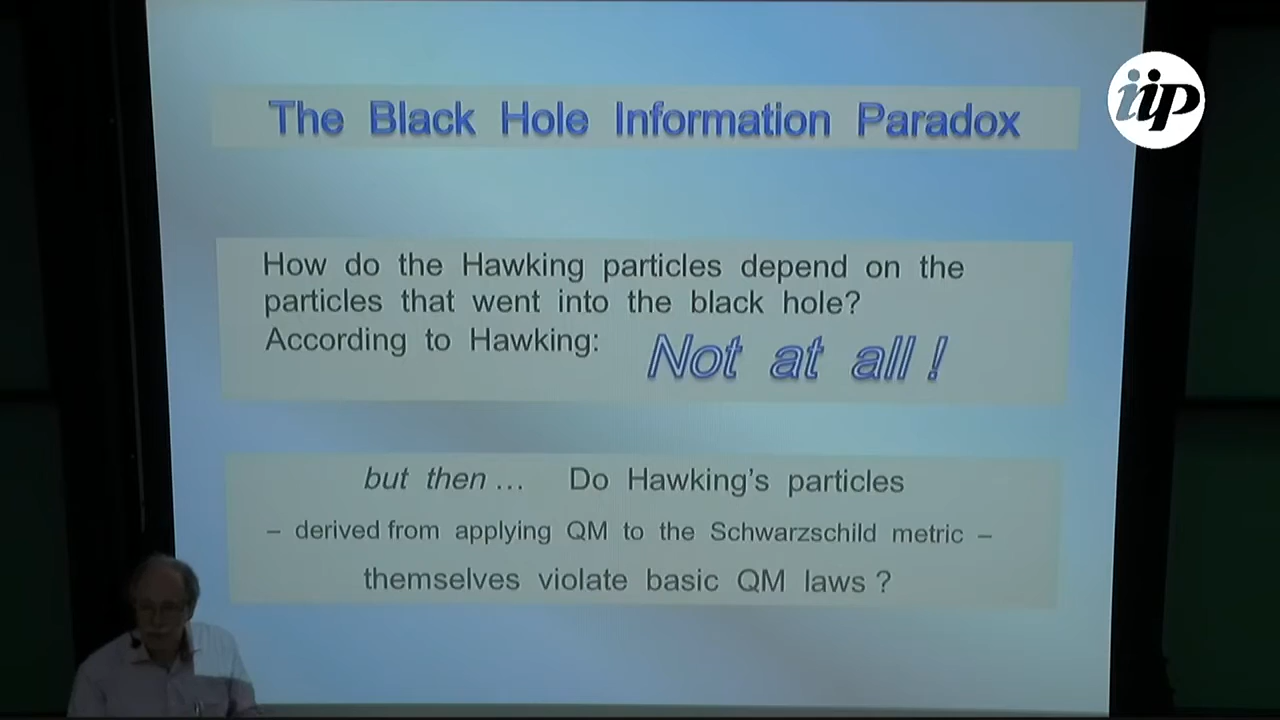 iip
The Black Hole Information Paradox
How do the Hawking particles depend on the
particles that went into the black hole?
According to Hawking: Not at all !
but then ... Do Hawking's particles
– derived from applying QM to the Schwarzschild metric –
themselves violate basic QM laws ?